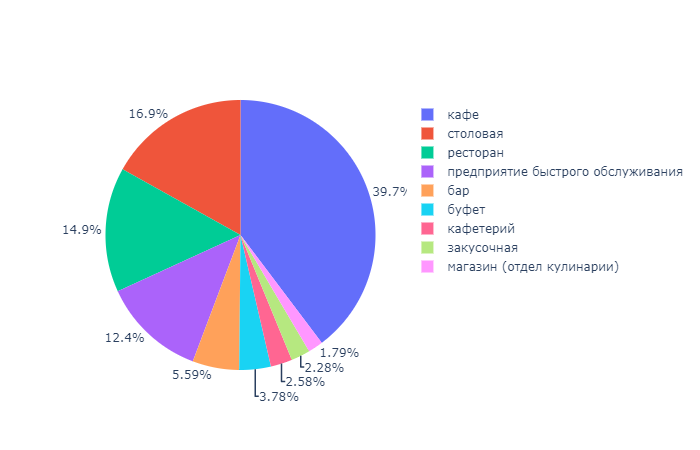 39.7%
16.9%
14.9%
12.4%
5.59%
3.78%
2.58%
2.28%
1.79%
кафе
столовая
ресторан
предприятие быстрого обслуживания
бар
буфет
кафетерий
закусочная
магазин (отдел кулинарии)